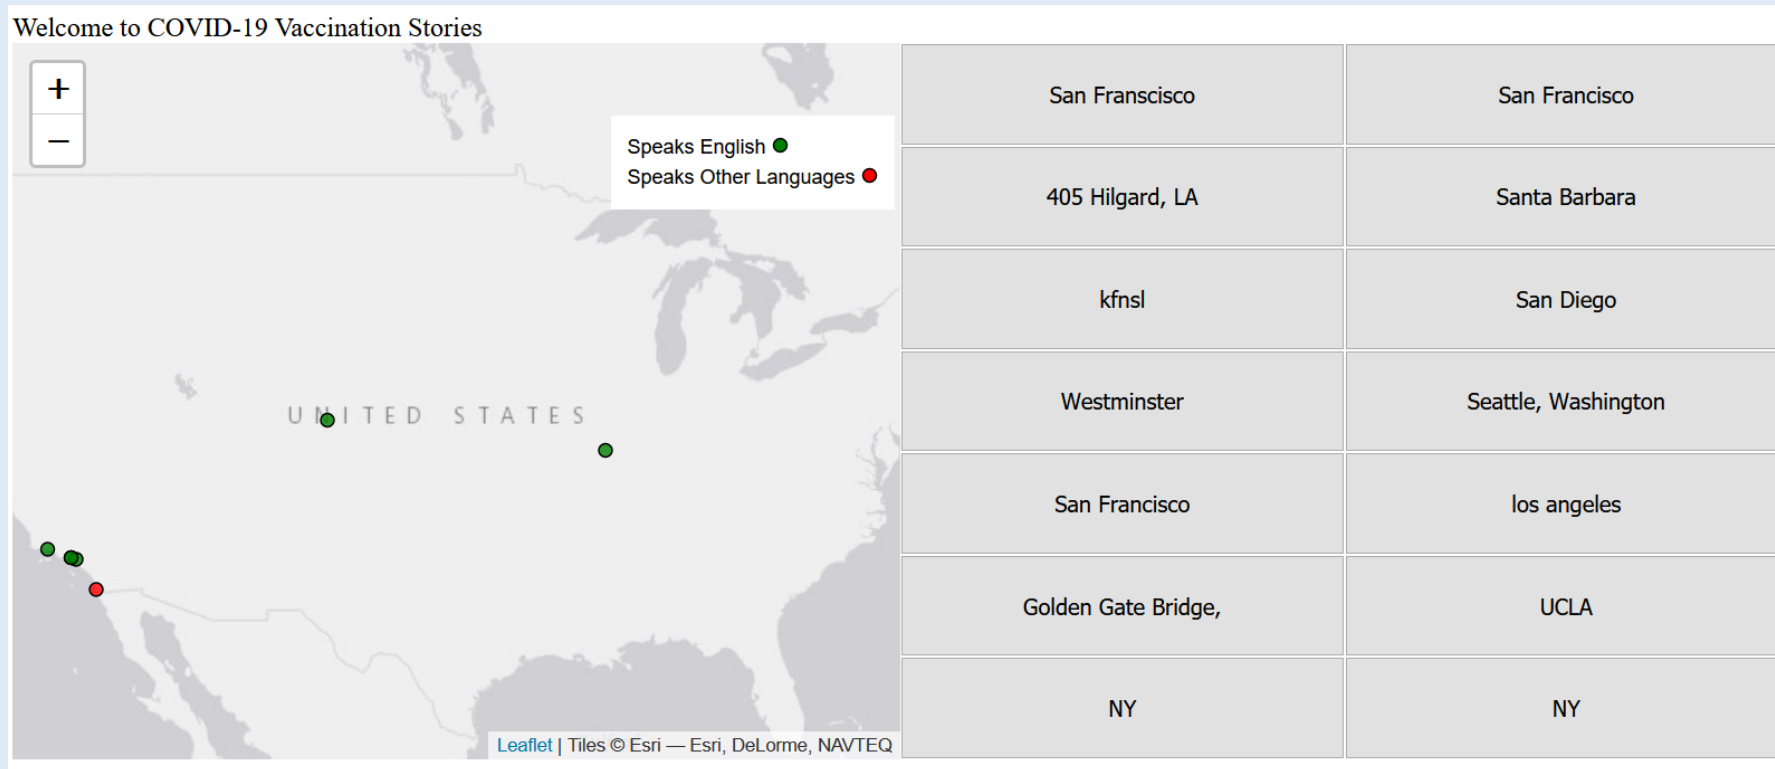 Welcome to COVID-19 Vaccination Stories
+
−
Speaks English
Speaks Other Languages
UNITED STATES
Leaflet | Tiles © Esri — Esri, DeLorme, NAVTEQ
San Franscisco
San Francisco
405 Hilgard, LA
Santa Barbara
kfnsl
San Diego
Westminster
Seattle, Washington
San Francisco
los angeles
Golden Gate Bridge,
UCLA
NY
NY